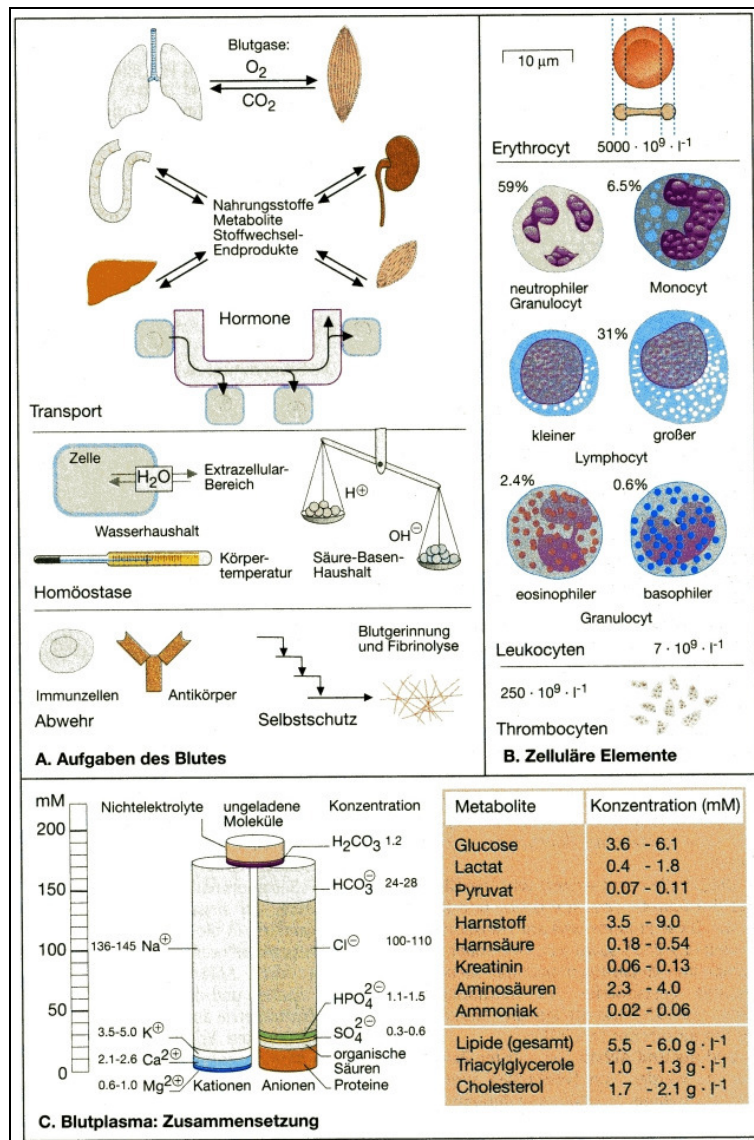 Blutgase:
O₂
CO₂
Nahrungsstoffe
Metabolite
Stoffwechsel-
Endprodukte
Hormone
Transport
Zelle
H₂O
Extrazellular-
Bereich
Wasserhaushalt
Körper-
temperatur
H⊕
OH⊖
Säure-Basen-
Haushalt
Homöostase
Immunzellen
Antikörper
Abwehr
Blutgerinnung
und Fibrinolyse
Selbstschutz
A. Aufgaben des Blutes
10 µm
Erythrocyt 5000 · 10⁹ · l⁻¹
59%
6.5%
neutrophiler
Granulocyt
Monocyt
31%
kleiner großer
Lymphocyt
2.4%
0.6%
eosinophiler basophiler
Granulocyt
Leukocyten 7 · 10⁹ · l⁻¹
250 · 10⁹ · l⁻¹
Thrombocyten
B. Zelluläre Elemente
mM
200
150
100
50
0
Nichtelektrolyte
ungeladene
Moleküle
Konzentration
H₂CO₃ 1.2
HCO₃⊖ 24-28
136-145 Na⊕
Cl⊖ 100-110
HPO₄²⊖ 1.1-1.5
3.5-5.0 K⊕
SO₄²⊖ 0.3-0.6
2.1-2.6 Ca²⊕
organische
Säuren
0.6-1.0 Mg²⊕
Kationen Anionen Proteine
Metabolite Konzentration (mM)
Glucose 3.6 - 6.1
Lactat 0.4 - 1.8
Pyruvat 0.07 - 0.11
Harnstoff 3.5 - 9.0
Harnsäure 0.18 - 0.54
Kreatinin 0.06 - 0.13
Aminosäuren 2.3 - 4.0
Ammoniak 0.02 - 0.06
Lipide (gesamt) 5.5 - 6.0 g · l⁻¹
Triacylglycerole 1.0 - 1.3 g · l⁻¹
Cholesterol 1.7 - 2.1 g · l⁻¹
C. Blutplasma: Zusammensetzung